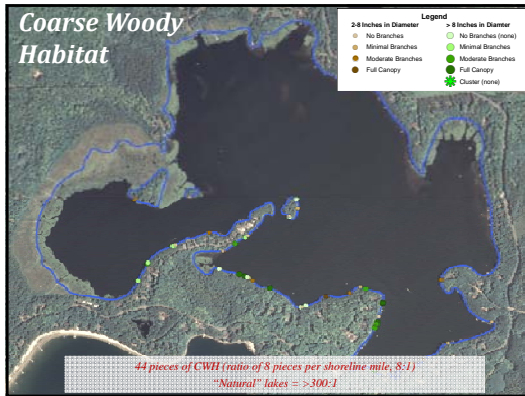 Coarse Woody
Habitat
Legend
2-8 Inches in Diameter
> 8 Inches in Diamter
No Branches
No Branches (none)
Minimal Branches
Minimal Branches
Moderate Branches
Moderate Branches
Full Canopy
Full Canopy
Cluster (none)
44 pieces of CWH (ratio of 8 pieces per shoreline mile, 8:1)
"Natural" lakes = >300:1